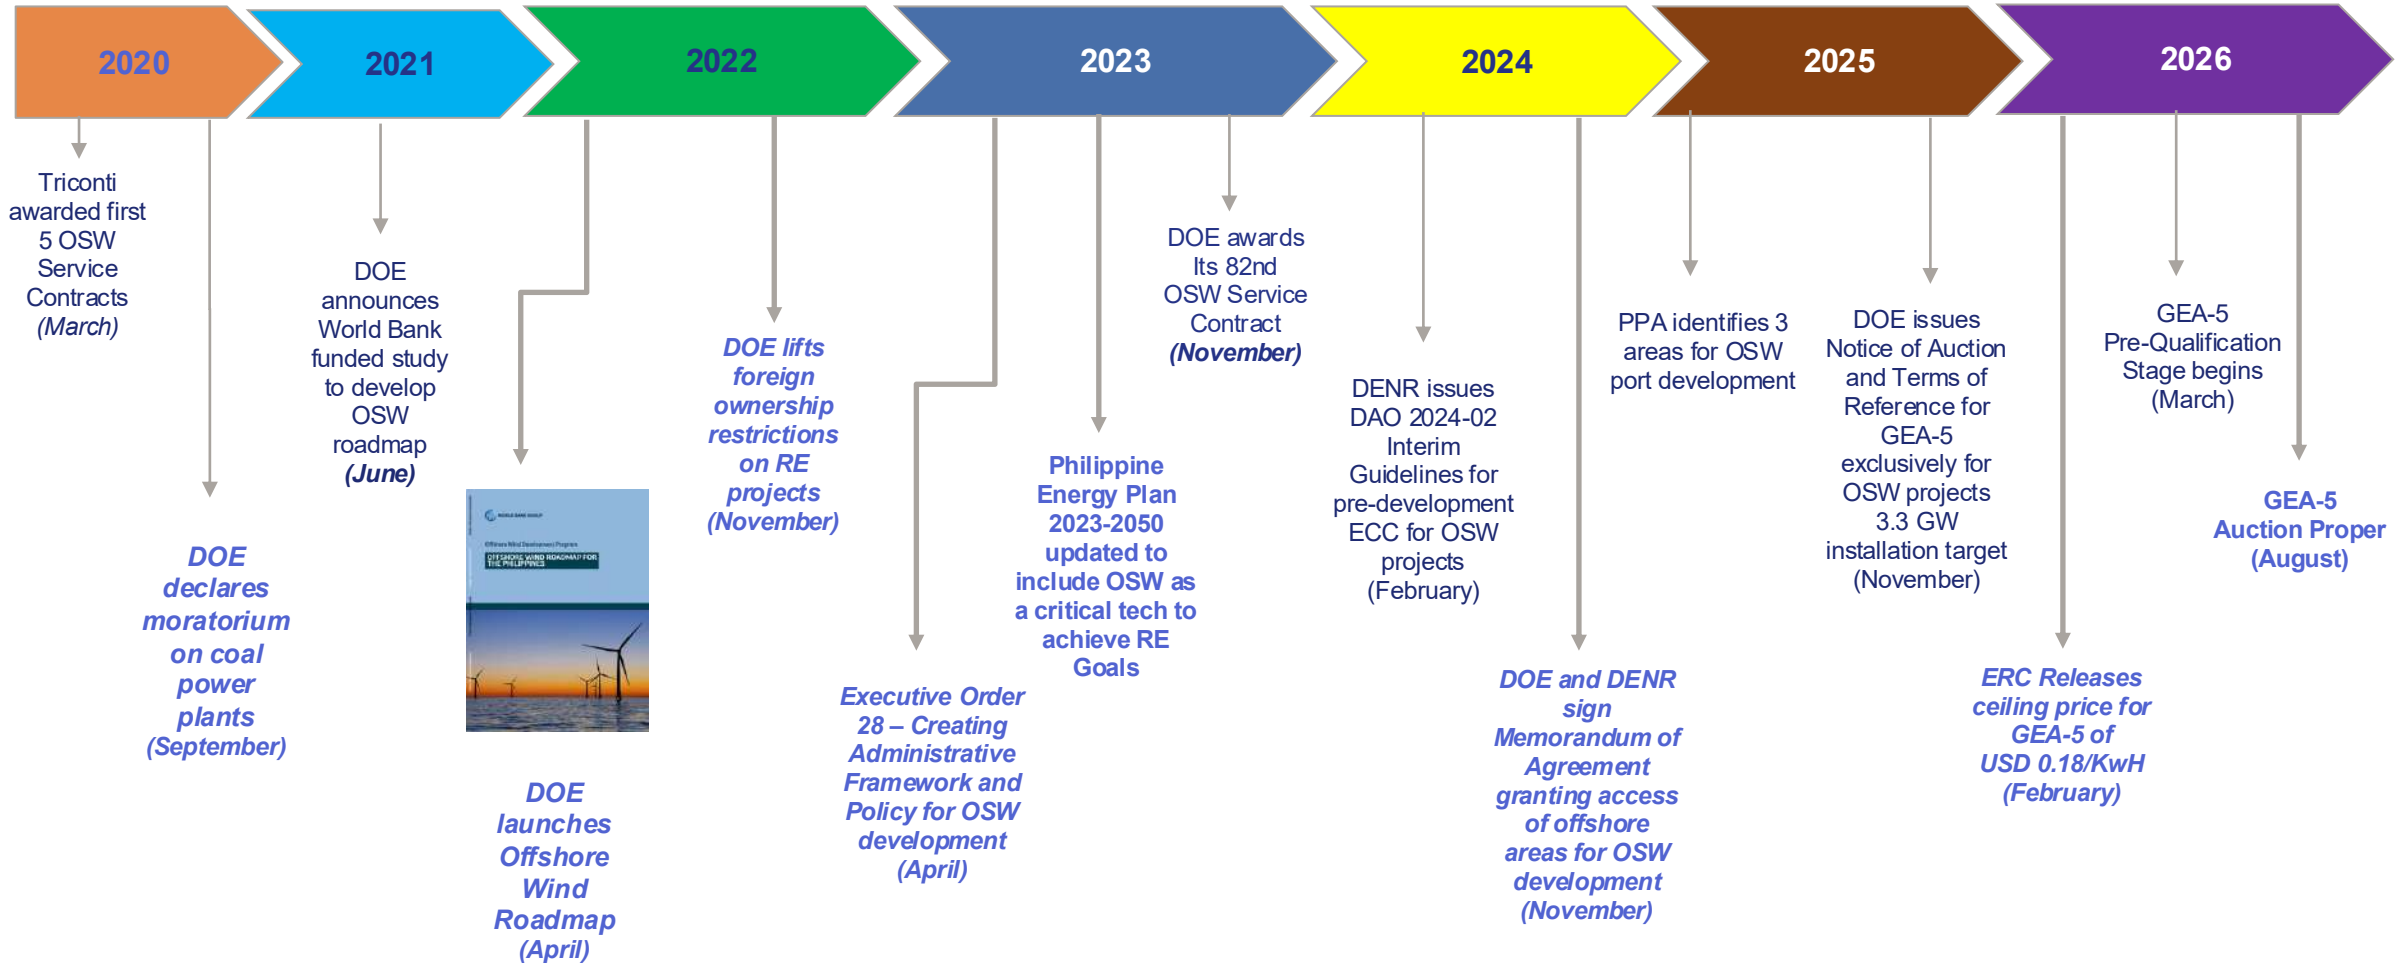 2020
2021
2022
2023
2024
2025
2026
Triconti
awarded first
5 OSW
Service
Contracts
(March)
DOE
declares
moratorium
on coal
power
plants
(September)
DOE
announces
World Bank
funded study
to develop
OSW
roadmap
(June)
WORLD BANK GROUP
Offshore Wind Development Program
OFFSHORE WIND ROADMAP FOR
THE PHILIPPINES
DOE
launches
Offshore
Wind
Roadmap
(April)
DOE lifts
foreign
ownership
restrictions
on RE
projects
(November)
Executive Order
28 – Creating
Administrative
Framework and
Policy for OSW
development
(April)
Philippine
Energy Plan
2023-2050
updated to
include OSW as
a critical tech to
achieve RE
Goals
DOE awards
Its 82nd
OSW Service
Contract
(November)
DENR issues
DAO 2024-02
Interim
Guidelines for
pre-development
ECC for OSW
projects
(February)
DOE and DENR
sign
Memorandum of
Agreement
granting access
of offshore
areas for OSW
development
(November)
PPA identifies 3
areas for OSW
port development
DOE issues
Notice of Auction
and Terms of
Reference for
GEA-5
exclusively for
OSW projects
3.3 GW
installation target
(November)
ERC Releases
ceiling price for
GEA-5 of
USD 0.18/KwH
(February)
GEA-5
Pre-Qualification
Stage begins
(March)
GEA-5
Auction Proper
(August)